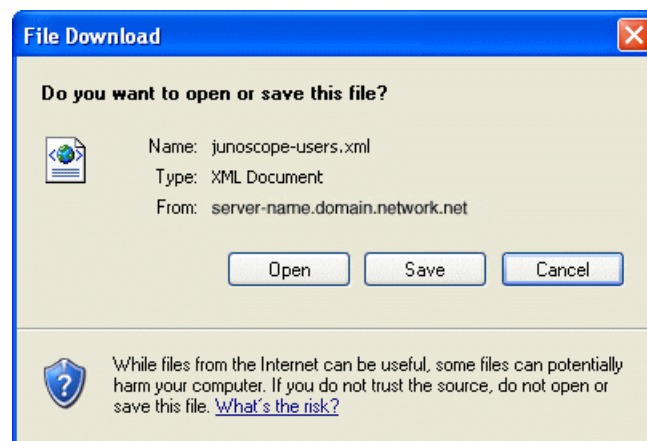 File Download
Do you want to open or save this file?
Name: junoscope-users.xml
Type: XML Document
From: server-name.domain.network.net
Open Save Cancel
While files from the Internet can be useful, some files can potentially
harm your computer. If you do not trust the source, do not open or
save this file. What's the risk?